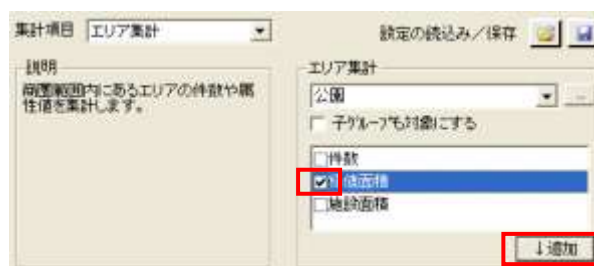 集計項目 エリア集計
設定の読込み／保存
説明
商圏範囲内にあるエリアの件数や属
性値を集計します。
エリア集計
公園
子グループも対象にする
件数
面積
施設面積
↓追加